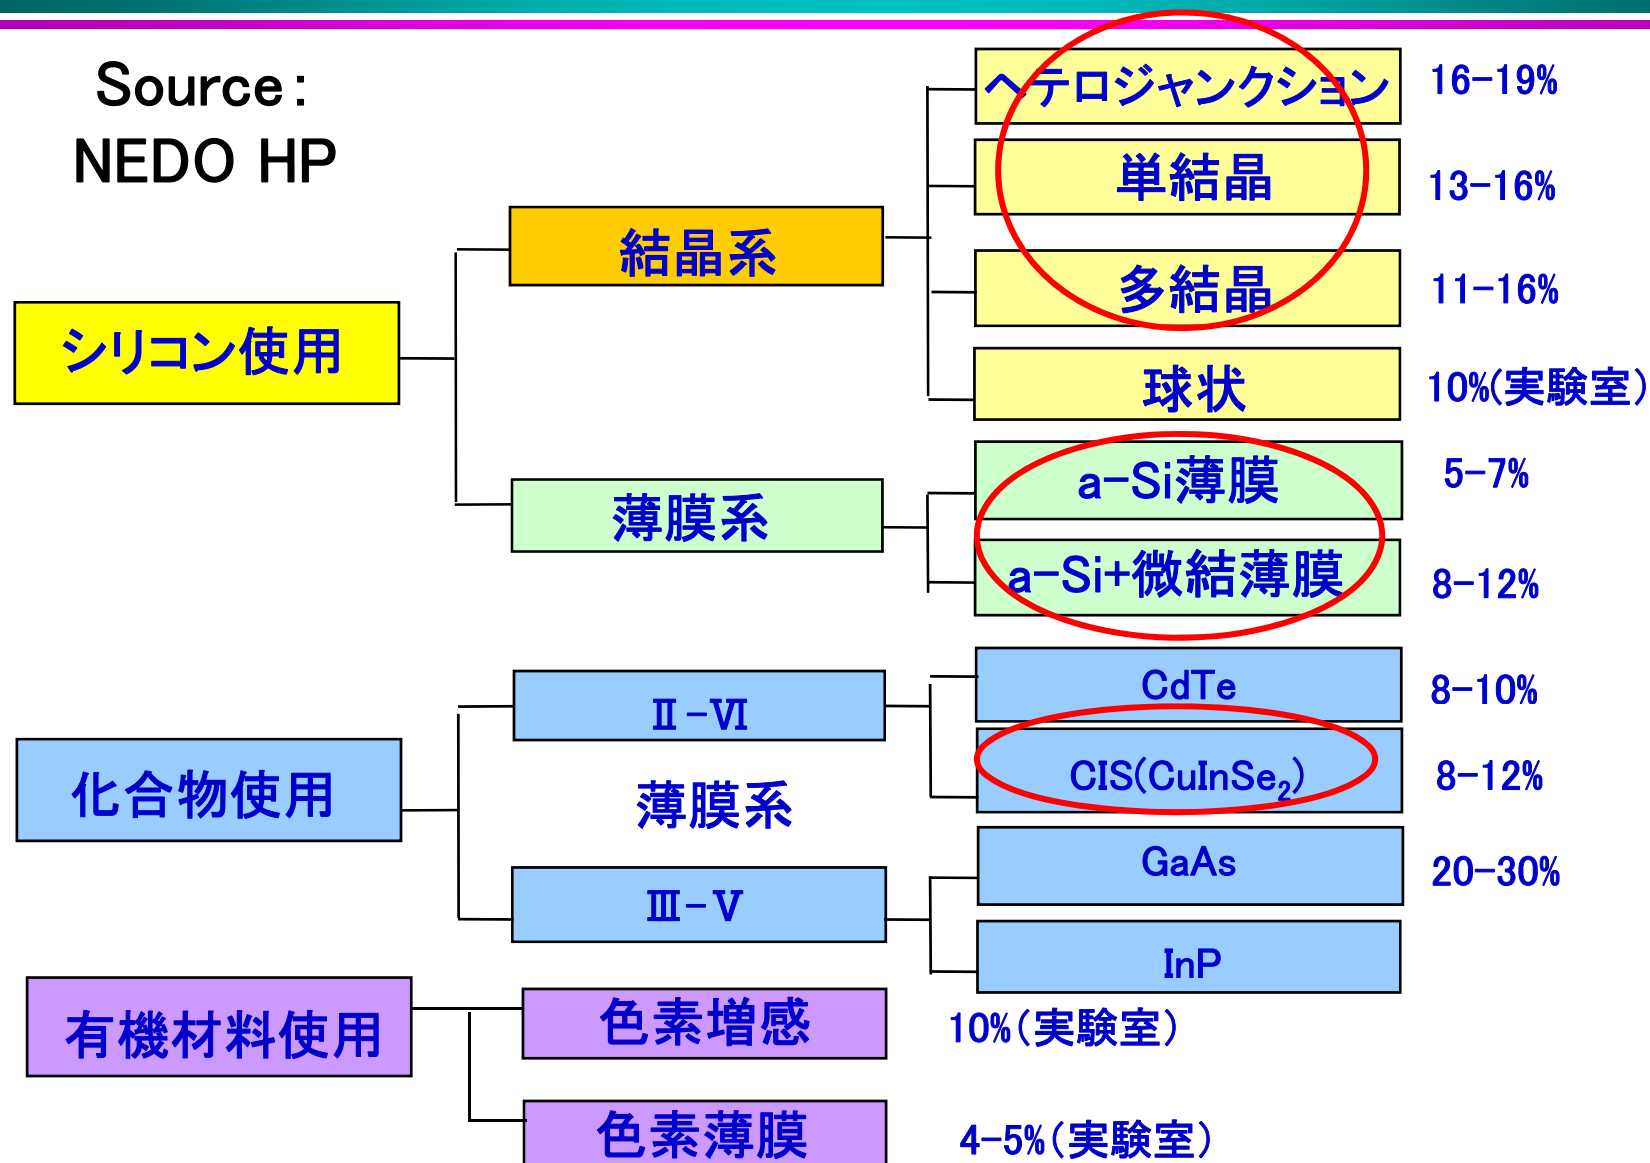 Source:
NEDO HP
ヘテロジャンクション 16-19%
単結晶 13-16%
結晶系
多結晶 11-16%
シリコン使用
球状 10%(実験室)
a-Si薄膜 5-7%
薄膜系
a-Si+微結薄膜 8-12%
CdTe 8-10%
Ⅱ-Ⅵ
CIS(CuInSe₂) 8-12%
化合物使用
薄膜系
GaAs 20-30%
Ⅲ-Ⅴ
InP
有機材料使用
色素増感 10%(実験室)
色素薄膜 4-5%(実験室)